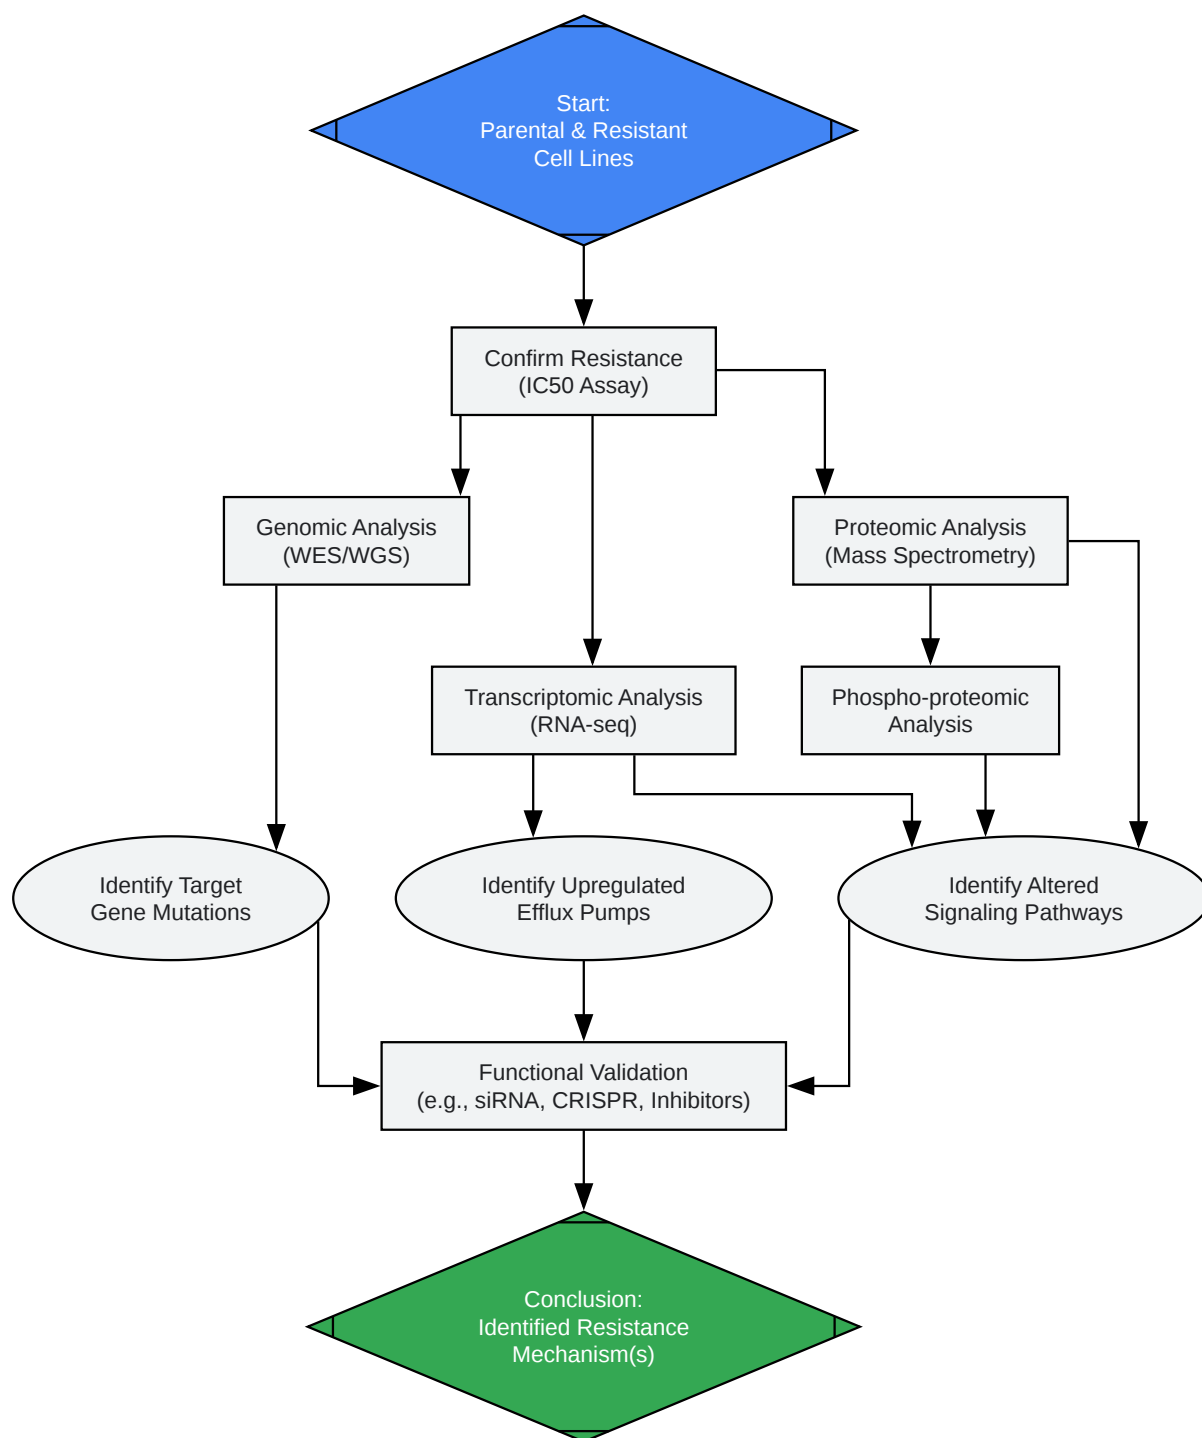 Start:
Parental & Resistant
Cell Lines
Confirm Resistance
(IC50 Assay)
Genomic Analysis
(WES/WGS)
Proteomic Analysis
(Mass Spectrometry)
Transcriptomic Analysis
(RNA-seq)
Phospho-proteomic
Analysis
Identify Target
Gene Mutations
Identify Upregulated
Efflux Pumps
Identify Altered
Signaling Pathways
Functional Validation
(e.g., siRNA, CRISPR, Inhibitors)
Conclusion:
Identified Resistance
Mechanism(s)